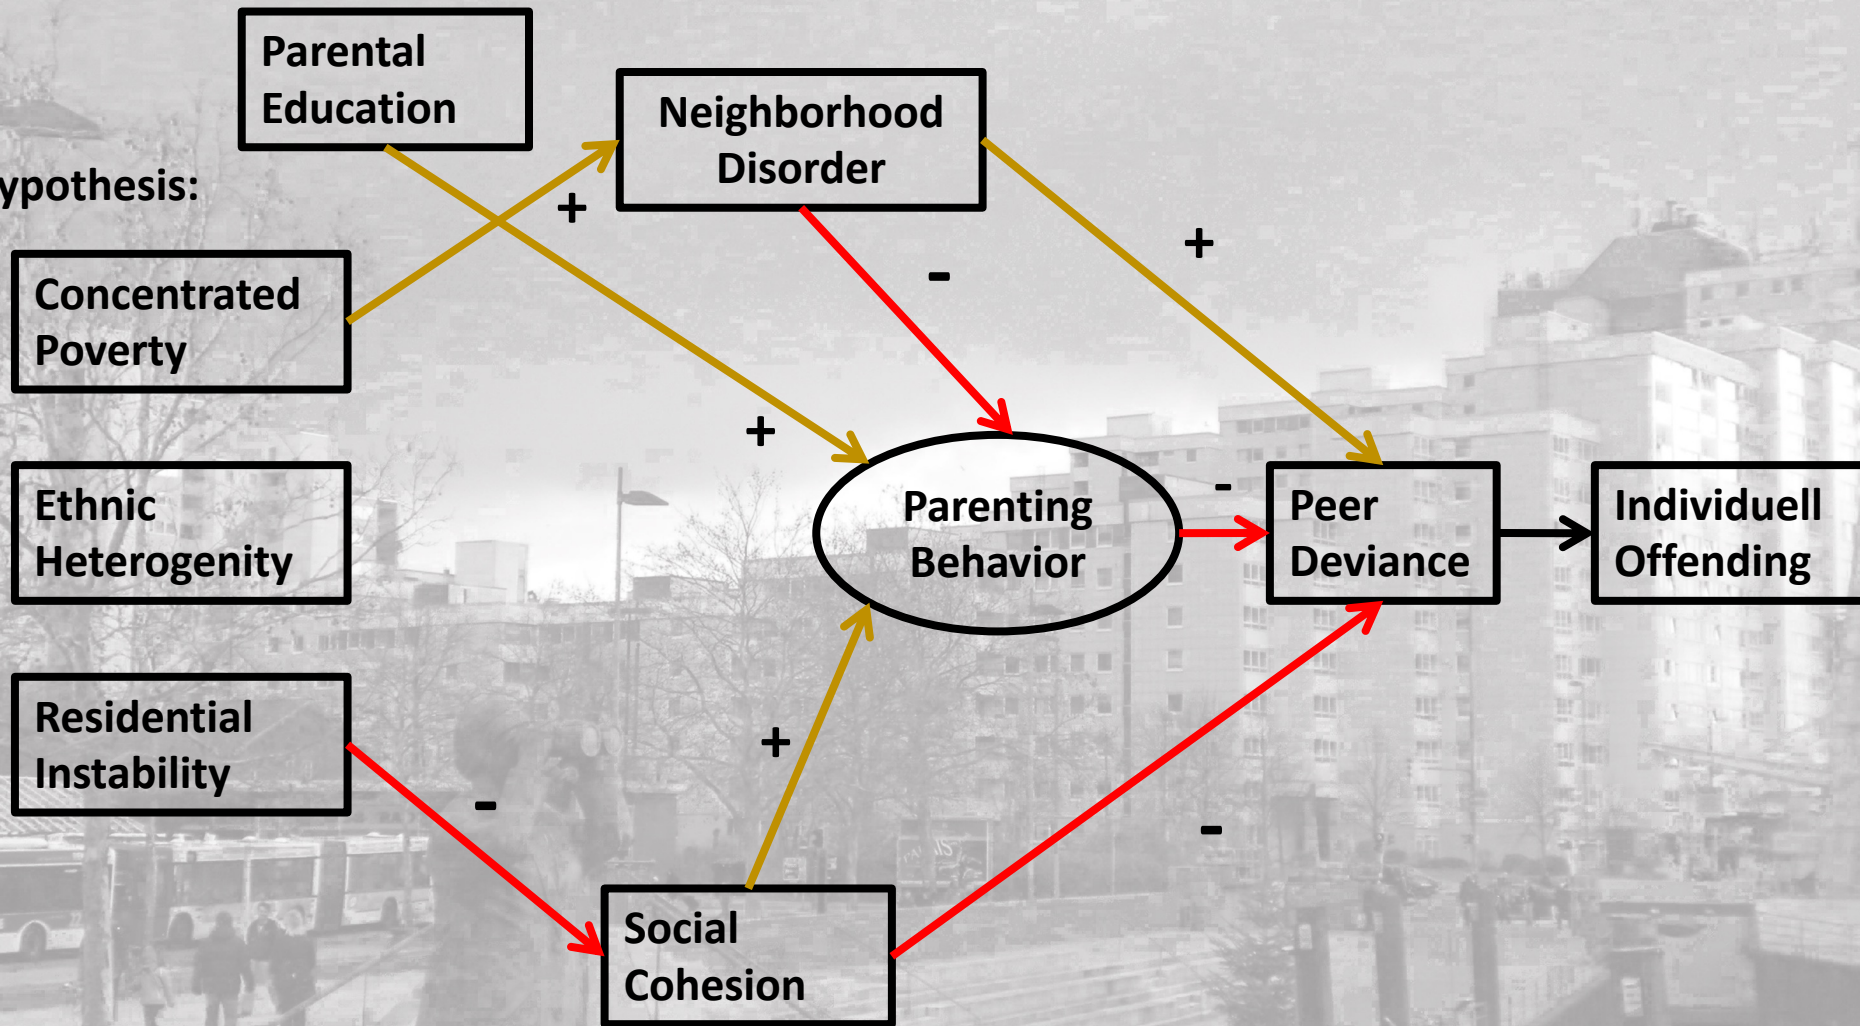 Parental
Education
Neighborhood
Disorder
ypothesis:
+
+
-
Concentrated
Poverty
+
Ethnic
Heterogenity
Parenting
Behavior
-
Peer
Deviance
Individuell
Offending
Residential
Instability
+
-
-
Social
Cohesion